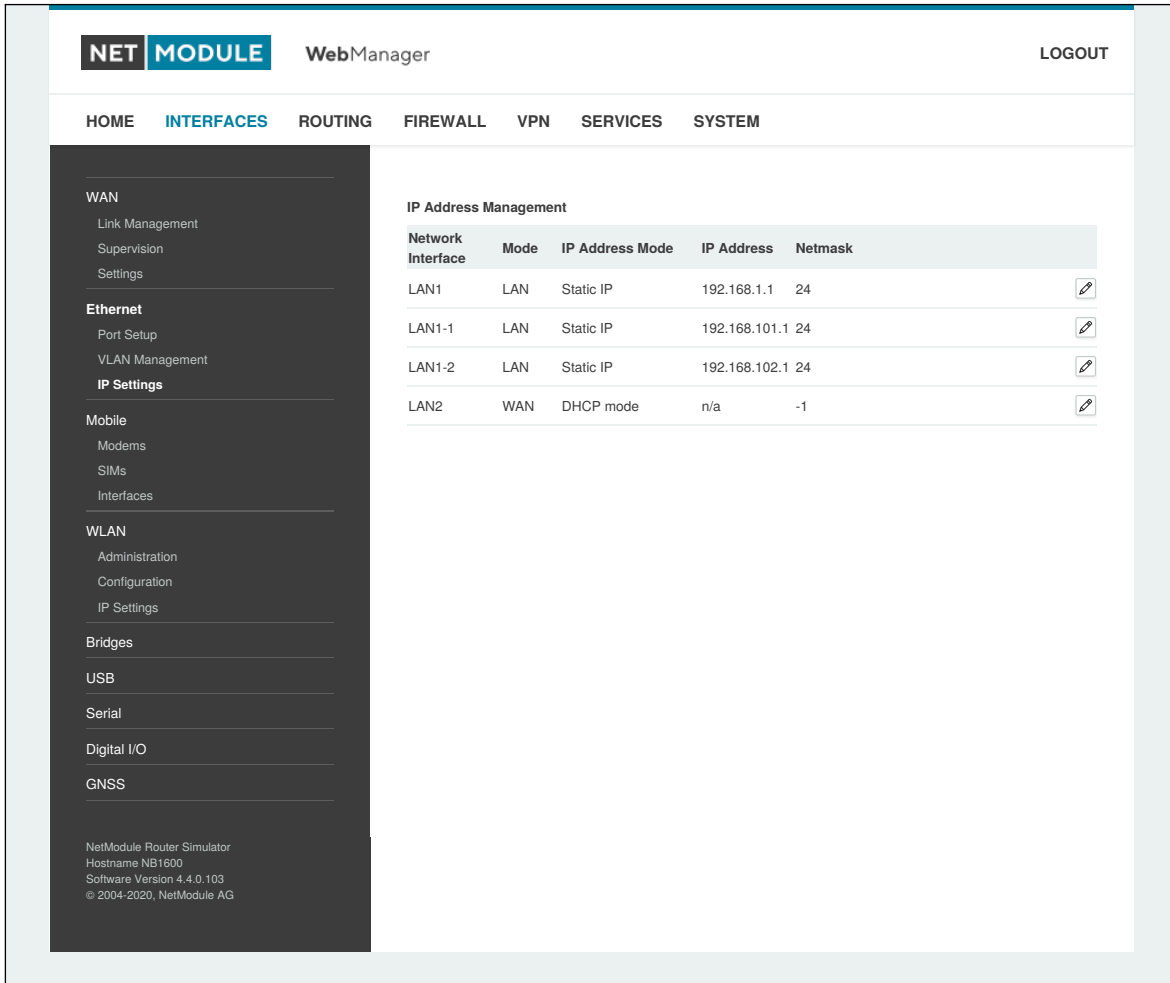 NET MODULE WebManager LOGOUT
HOME INTERFACES ROUTING FIREWALL VPN SERVICES SYSTEM
WAN
Link Management
Supervision
Settings
Ethernet
Port Setup
VLAN Management
IP Settings
Mobile
Modems
SIMs
Interfaces
WLAN
Administration
Configuration
IP Settings
Bridges
USB
Serial
Digital I/O
GNSS
NetModule Router Simulator
Hostname NB1600
Software Version 4.4.0.103
© 2004-2020, NetModule AG
IP Address Management
Network Interface Mode IP Address Mode IP Address Netmask
LAN1 LAN Static IP 192.168.1.1 24
LAN1-1 LAN Static IP 192.168.101.1 24
LAN1-2 LAN Static IP 192.168.102.1 24
LAN2 WAN DHCP mode n/a -1